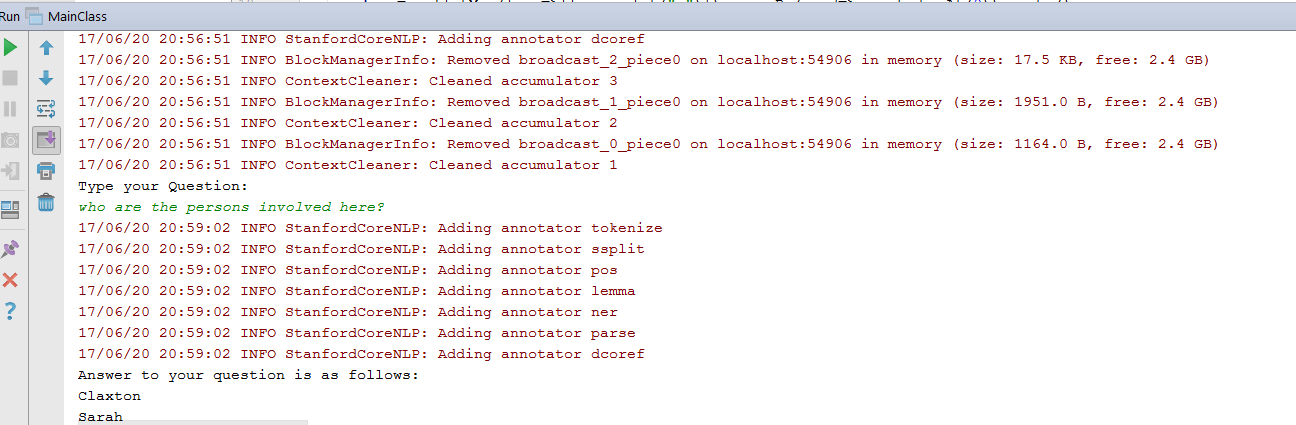 Run MainClass
17/06/20 20:56:51 INFO StanfordCoreNLP: Adding annotator dcoref
17/06/20 20:56:51 INFO BlockManagerInfo: Removed broadcast_2_piece0 on localhost:54906 in memory (size: 17.5 KB, free: 2.4 GB)
17/06/20 20:56:51 INFO ContextCleaner: Cleaned accumulator 3
17/06/20 20:56:51 INFO BlockManagerInfo: Removed broadcast_1_piece0 on localhost:54906 in memory (size: 1951.0 B, free: 2.4 GB)
17/06/20 20:56:51 INFO ContextCleaner: Cleaned accumulator 2
17/06/20 20:56:51 INFO BlockManagerInfo: Removed broadcast_0_piece0 on localhost:54906 in memory (size: 1164.0 B, free: 2.4 GB)
17/06/20 20:56:51 INFO ContextCleaner: Cleaned accumulator 1
Type your Question:
who are the persons involved here?
17/06/20 20:59:02 INFO StanfordCoreNLP: Adding annotator tokenize
17/06/20 20:59:02 INFO StanfordCoreNLP: Adding annotator ssplit
17/06/20 20:59:02 INFO StanfordCoreNLP: Adding annotator pos
17/06/20 20:59:02 INFO StanfordCoreNLP: Adding annotator lemma
17/06/20 20:59:02 INFO StanfordCoreNLP: Adding annotator ner
17/06/20 20:59:02 INFO StanfordCoreNLP: Adding annotator parse
17/06/20 20:59:02 INFO StanfordCoreNLP: Adding annotator dcoref
Answer to your question is as follows:
Claxton
Sarah